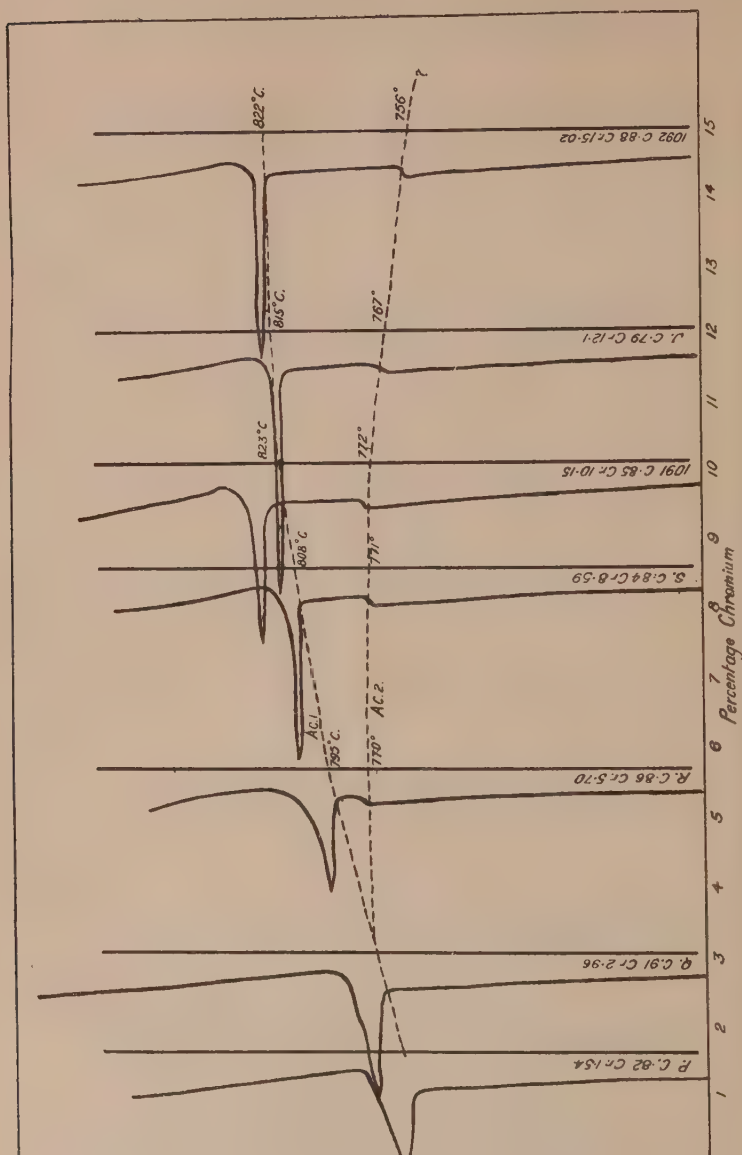 822°C.
756°
?
1092 C·88 Cr·15·02
15
14
13
815°C.
767°
J. C·79 Cr·12·1
12
11
823°C
772°
1091 C·85 Cr·10·15
10
9
808°C
771°
S. C·84 Cr·8·59
8
7
AC.1.
AC.2.
795°C.
770°
R. C·86 Cr·5·70
6
5
4
Q. C.91 Cr·2·96
3
2
P. C·82 Cr·1·54
1
Percentage Chromium